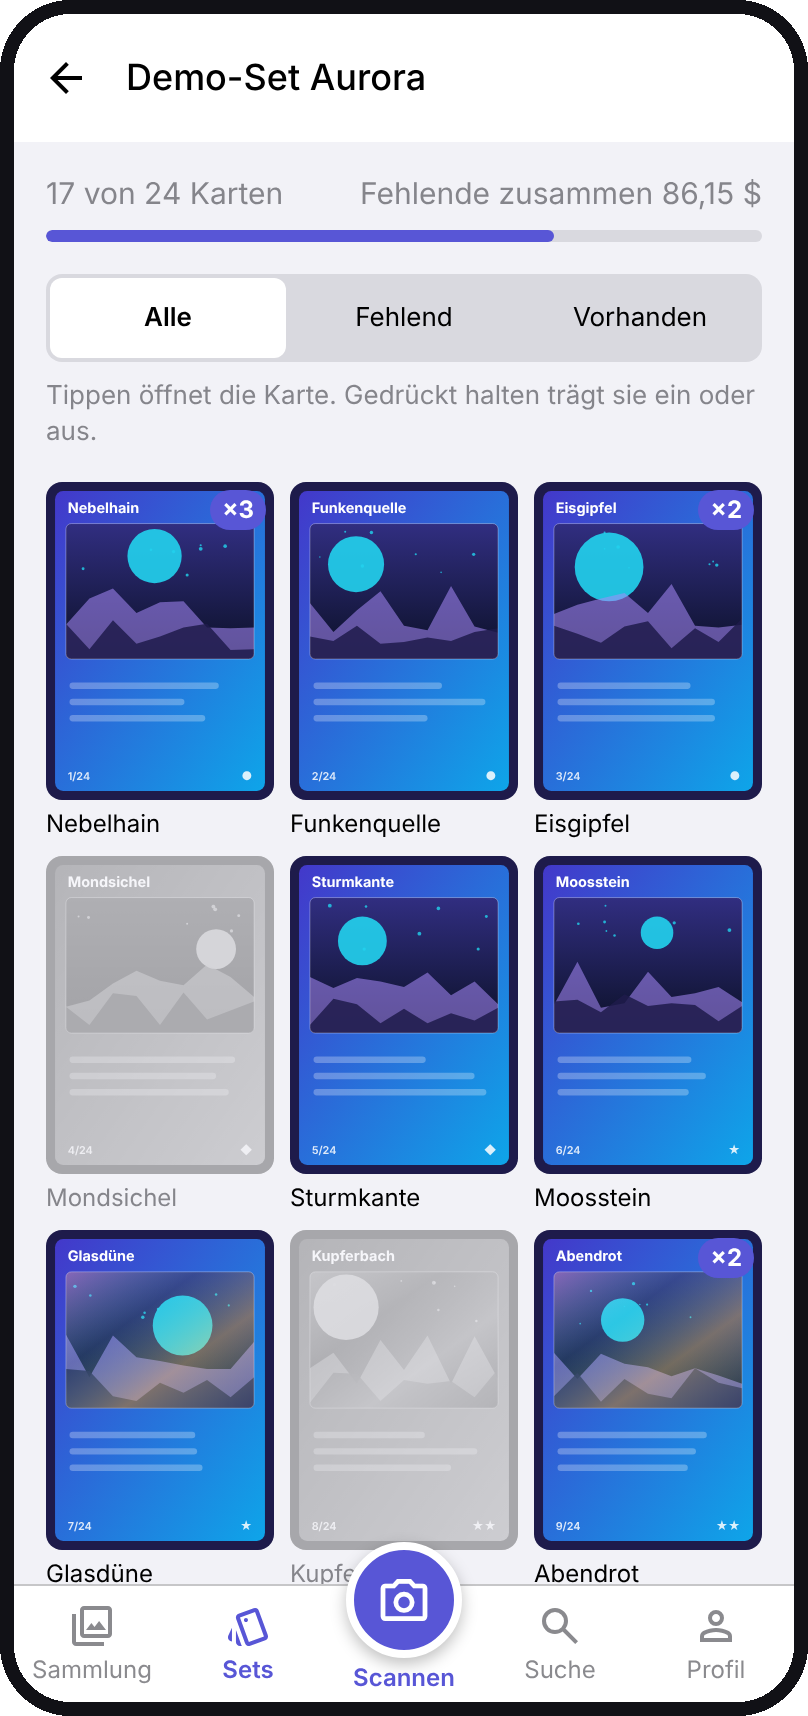 Demo-Set Aurora
17 von 24 Karten
Fehlende zusammen 86,15 $
Alle
Fehlend
Vorhanden
Tippen öffnet die Karte. Gedrückt halten trägt sie ein oder
aus.
Nebelhain
×3
1/24
Nebelhain
Funkenquelle
2/24
Funkenquelle
Eisgipfel
×2
3/24
Eisgipfel
Mondsichel
4/24
Mondsichel
Sturmkante
5/24
Sturmkante
Moosstein
6/24
Moosstein
Glasdüne
7/24
Glasdüne
Kupferbach
8/24
Abendrot
×2
9/24
Abendrot
Sammlung
Sets
Scannen
Suche
Profil